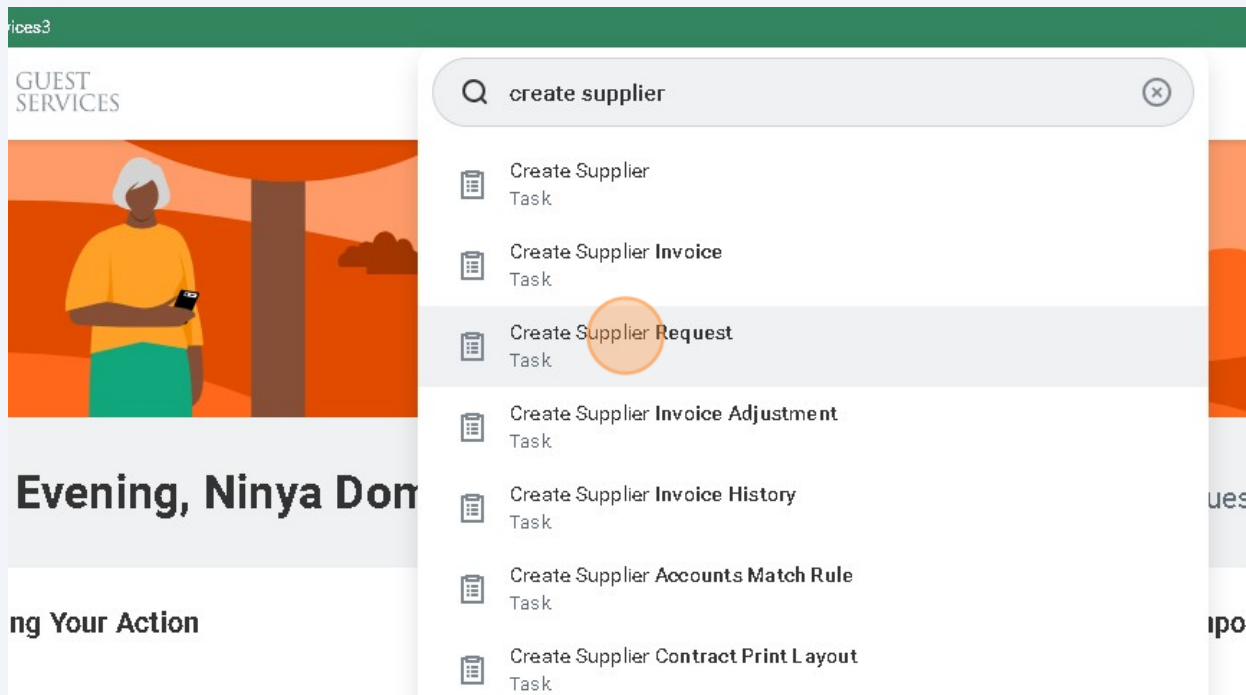 vices3
GUEST
SERVICES
create supplier
Create Supplier
Task
Create Supplier Invoice
Task
Create Supplier Request
Task
Create Supplier Invoice Adjustment
Task
Create Supplier Invoice History
Task
Create Supplier Accounts Match Rule
Task
Create Supplier Contract Print Layout
Task
Evening, Ninya Dom
ues
ng Your Action
mpo